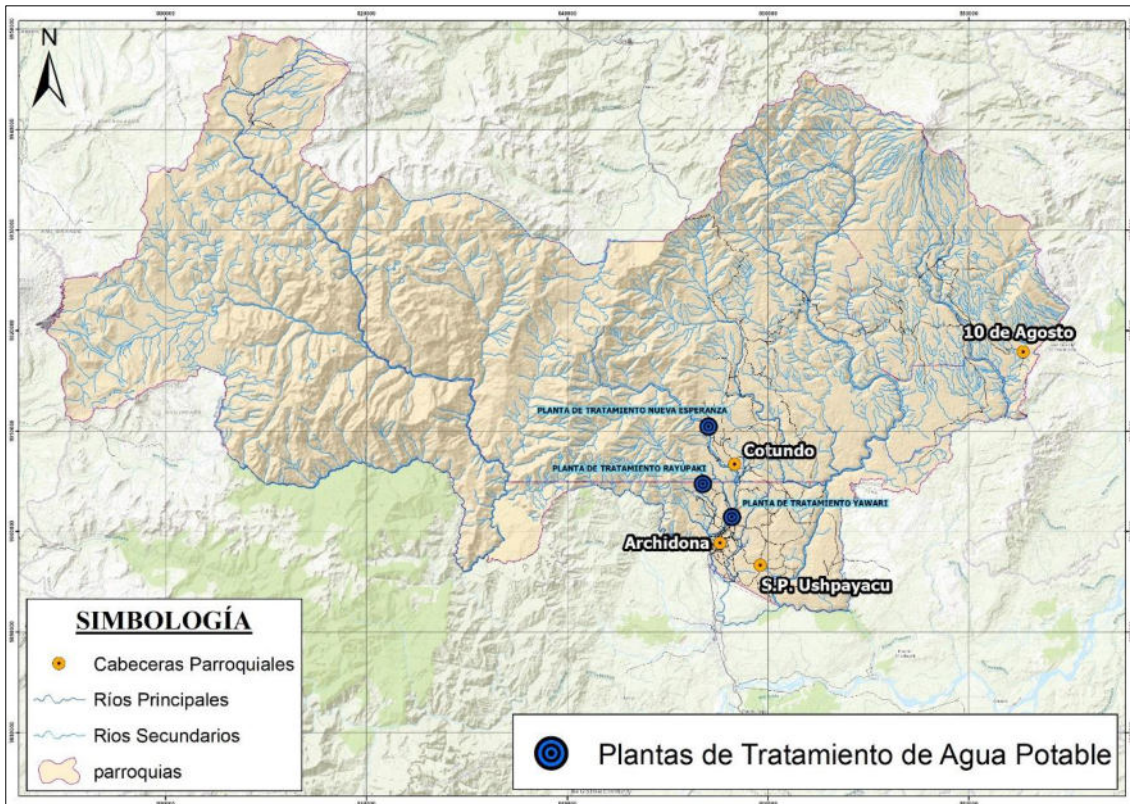 N
10 de Agosto
PLANTA DE TRATAMIENTO NUEVA ESPERANZA
Cotundo
PLANTA DE TRATAMIENTO RAYUPAKI
PLANTA DE TRATAMIENTO YAWARI
Archidona
S.P. Ushpayacu
SIMBOLOGÍA
Cabeceras Parroquiales
Ríos Principales
Rios Secundarios
parroquias
Plantas de Tratamiento de Agua Potable